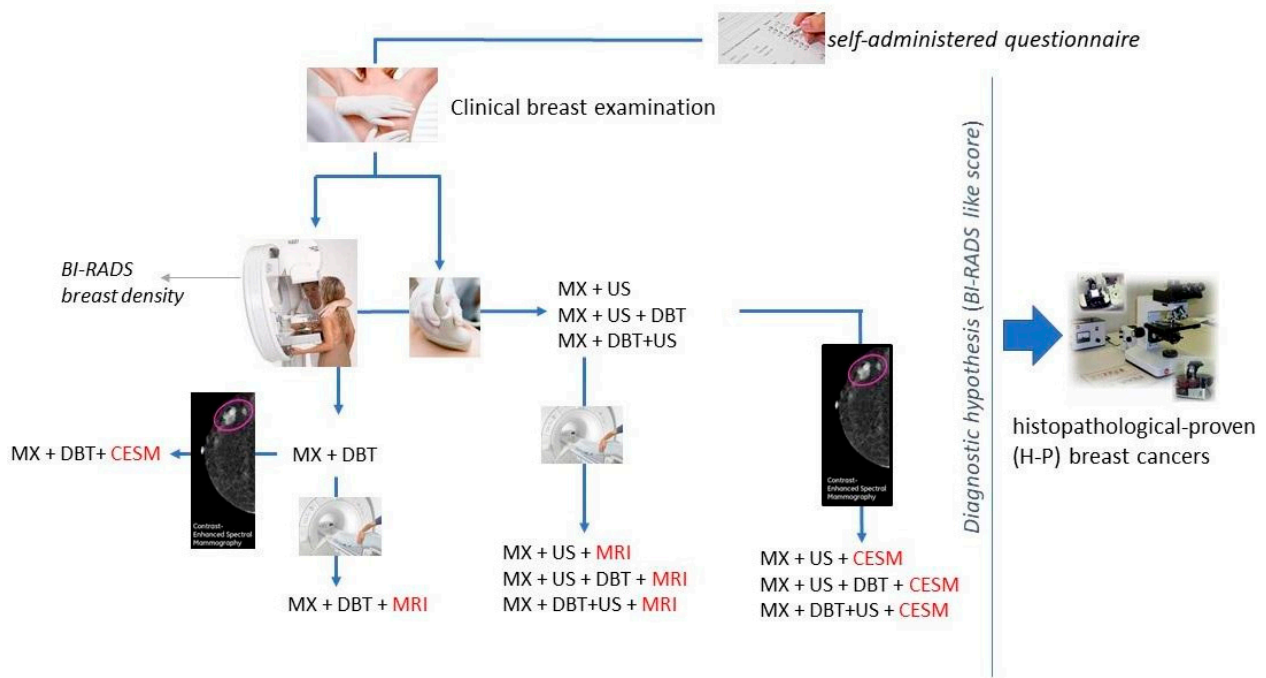 self-administered questionnaire
Clinical breast examination
BI-RADS
breast density
MX + US
MX + US + DBT
MX + DBT+US
MX + DBT+ CESM
Contrast-
Enhanced Spectral
Mammography
MX + DBT
MX + DBT + MRI
MX + US + MRI
MX + US + DBT + MRI
MX + DBT+US + MRI
Contrast-
Enhanced Spectral
Mammography
MX + US + CESM
MX + US + DBT + CESM
MX + DBT+US + CESM
Diagnostic hypothesis (BI-RADS like score)
histopathological-proven
(H-P) breast cancers